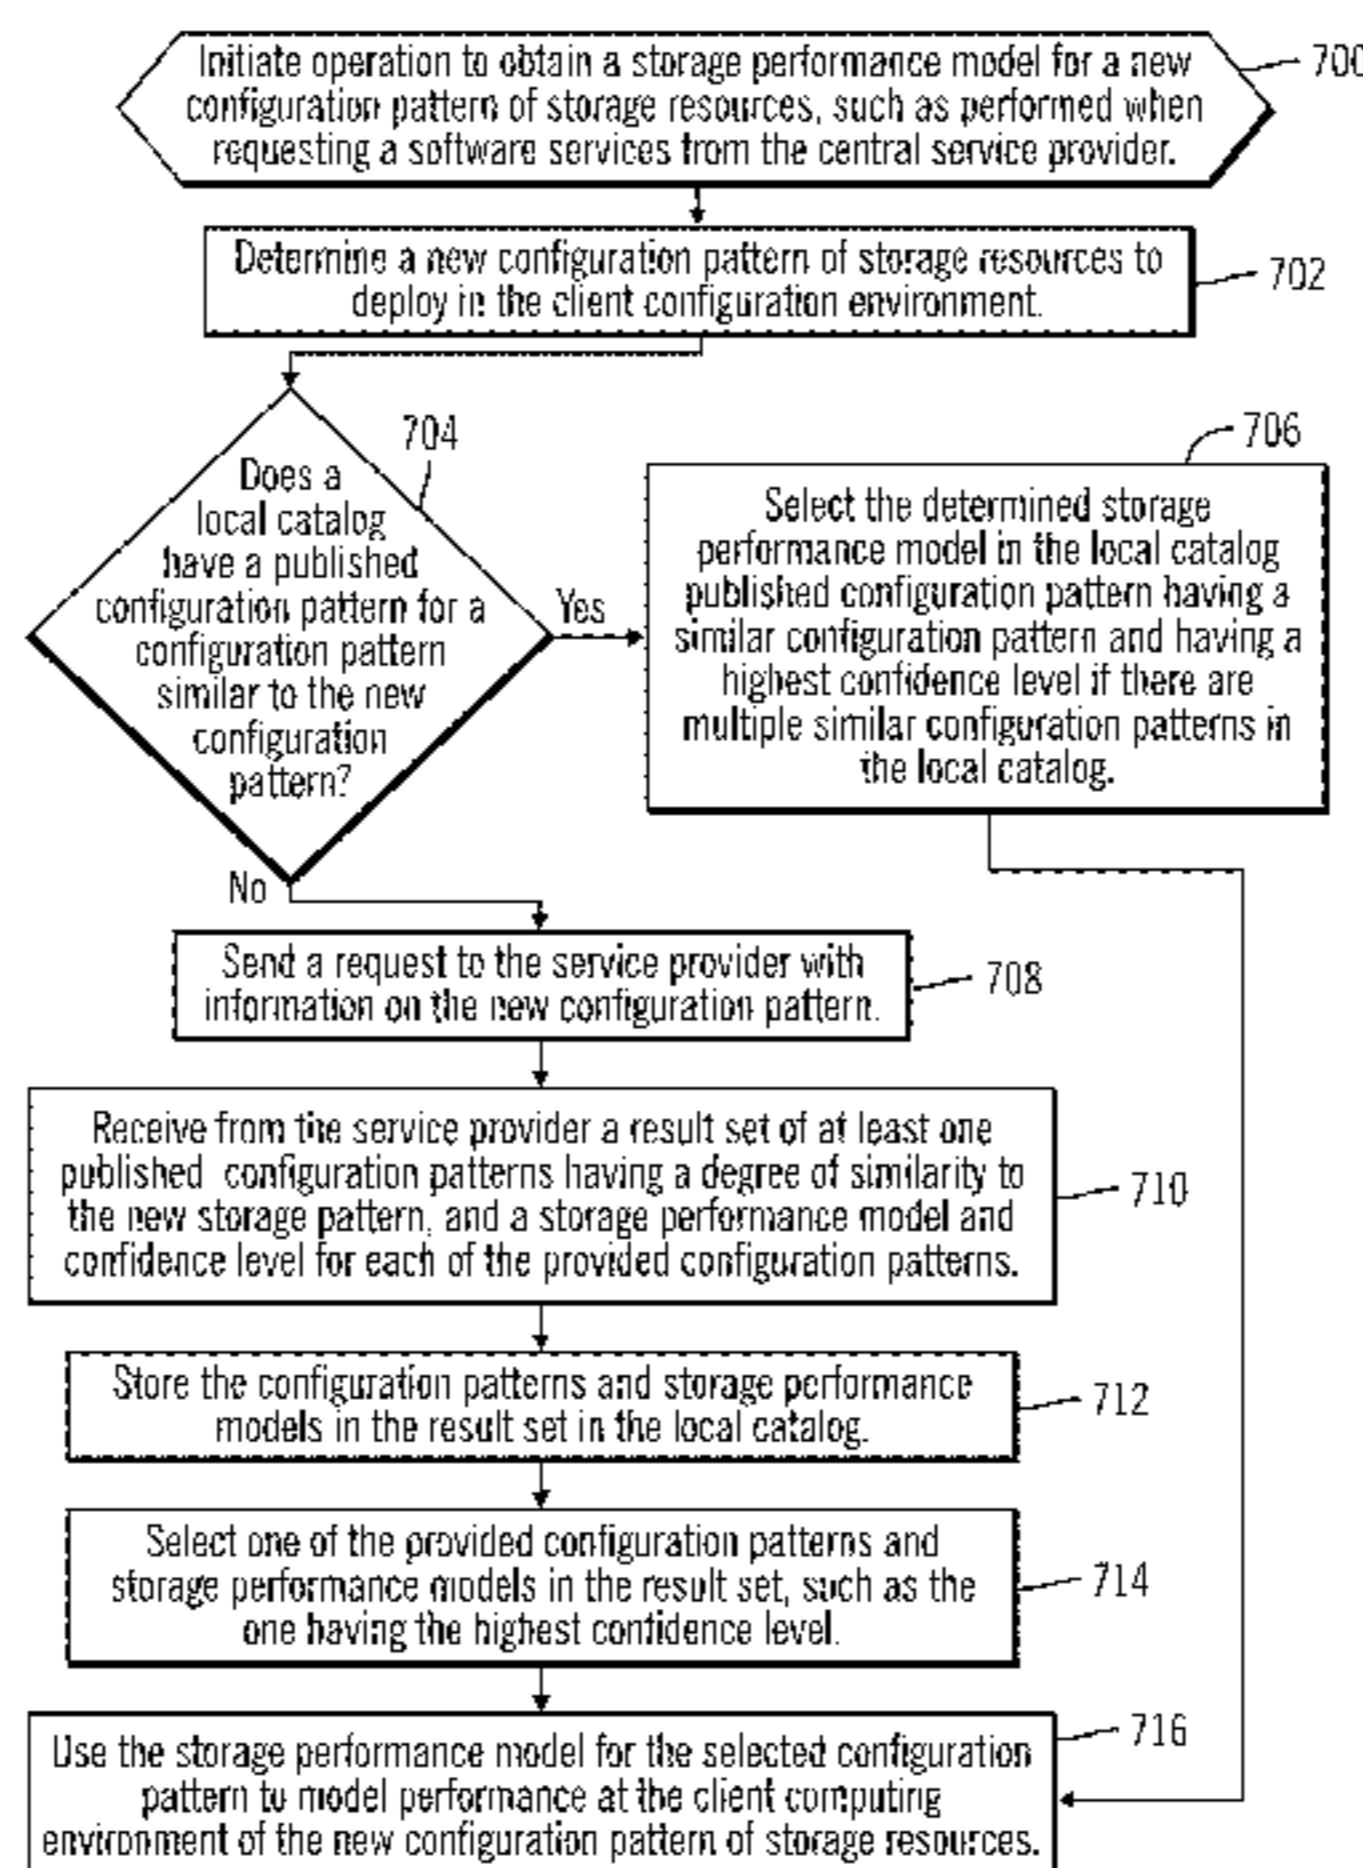 Initiate operation to obtain a storage performance model for a new
configuration pattern of storage resources, such as performed when
requesting a software services from the central service provider.
700
Determine a new configuration pattern of storage resources to
deploy in the client configuration environment.
702
704
Does a
local catalog
have a published
configuration pattern for a
configuration pattern
similar to the new
configuration
pattern?
Yes
706
Select the determined storage
performance model in the local catalog
published configuration pattern having a
similar configuration pattern and having a
highest confidence level if there are
multiple similar configuration patterns in
the local catalog.
No
Send a request to the service provider with
information on the new configuration pattern.
708
Receive from the service provider a result set of at least one
published configuration patterns having a degree of similarity to
the new storage pattern, and a storage performance model and
confidence level for each of the provided configuration patterns.
710
Store the configuration patterns and storage performance
models in the result set in the local catalog.
712
Select one of the provided configuration patterns and
storage performance models in the result set, such as the
one having the highest confidence level.
714
Use the storage performance model for the selected configuration
pattern to model performance at the client computing
environment of the new configuration pattern of storage resources.
716